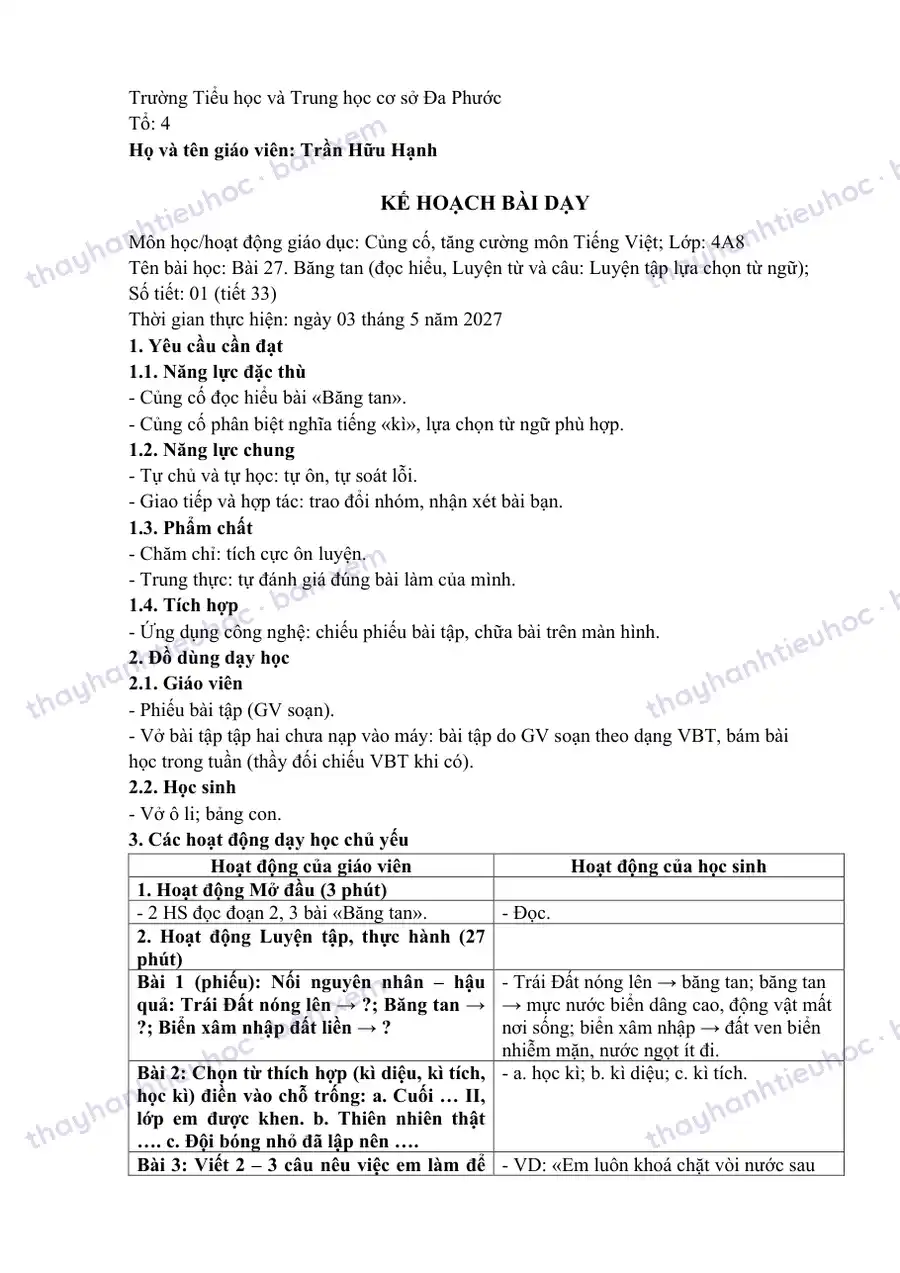 Trường Tiểu học và Trung học cơ sở Đa Phước
Tổ: 4
Họ và tên giáo viên: Trần Hữu Hạnh
KẾ HOẠCH BÀI DẠY
Môn học/hoạt động giáo dục: Củng cố, tăng cường môn Tiếng Việt; Lớp: 4A8
Tên bài học: Bài 27. Băng tan (đọc hiểu, Luyện từ và câu: Luyện tập lựa chọn từ ngữ);
Số tiết: 01 (tiết 33)
Thời gian thực hiện: ngày 03 tháng 5 năm 2027
1. Yêu cầu cần đạt
1.1. Năng lực đặc thù
- Củng cố đọc hiểu bài «Băng tan».
- Củng cố phân biệt nghĩa tiếng «kì», lựa chọn từ ngữ phù hợp.
1.2. Năng lực chung
- Tự chủ và tự học: tự ôn, tự soát lỗi.
- Giao tiếp và hợp tác: trao đổi nhóm, nhận xét bài bạn.
1.3. Phẩm chất
- Chăm chỉ: tích cực ôn luyện.
- Trung thực: tự đánh giá đúng bài làm của mình.
1.4. Tích hợp
- Ứng dụng công nghệ: chiếu phiếu bài tập, chữa bài trên màn hình.
2. Đồ dùng dạy học
2.1. Giáo viên
- Phiếu bài tập (GV soạn).
- Vở bài tập tập hai chưa nạp vào máy: bài tập do GV soạn theo dạng VBT, bám bài
học trong tuần (thầy đối chiếu VBT khi có).
2.2. Học sinh
- Vở ô li; bảng con.
3. Các hoạt động dạy học chủ yếu
Hoạt động của giáo viên
Hoạt động của học sinh
1. Hoạt động Mở đầu (3 phút)
- 2 HS đọc đoạn 2, 3 bài «Băng tan».
- Đọc.
2. Hoạt động Luyện tập, thực hành (27
phút)
Bài 1 (phiếu): Nối nguyên nhân – hậu
quả: Trái Đất nóng lên → ?; Băng tan →
?; Biển xâm nhập đất liền → ?
- Trái Đất nóng lên → băng tan; băng tan
→ mực nước biển dâng cao, động vật mất
nơi sống; biển xâm nhập → đất ven biển
nhiễm mặn, nước ngọt ít đi.
Bài 2: Chọn từ thích hợp (kì diệu, kì tích,
học kì) điền vào chỗ trống: a. Cuối … II,
lớp em được khen. b. Thiên nhiên thật
…. c. Đội bóng nhỏ đã lập nên ….
- a. học kì; b. kì diệu; c. kì tích.
Bài 3: Viết 2 – 3 câu nêu việc em làm để
- VD: «Em luôn khoá chặt vòi nước sau
thayhanhtieuhoc · bản xem
thayhanhtieuhoc · b
thayhanhtieuhoc · bản xem
thayhanhtieuhoc · b
thayhanhtieuhoc · bản xem
thayhanhtieuhoc · b